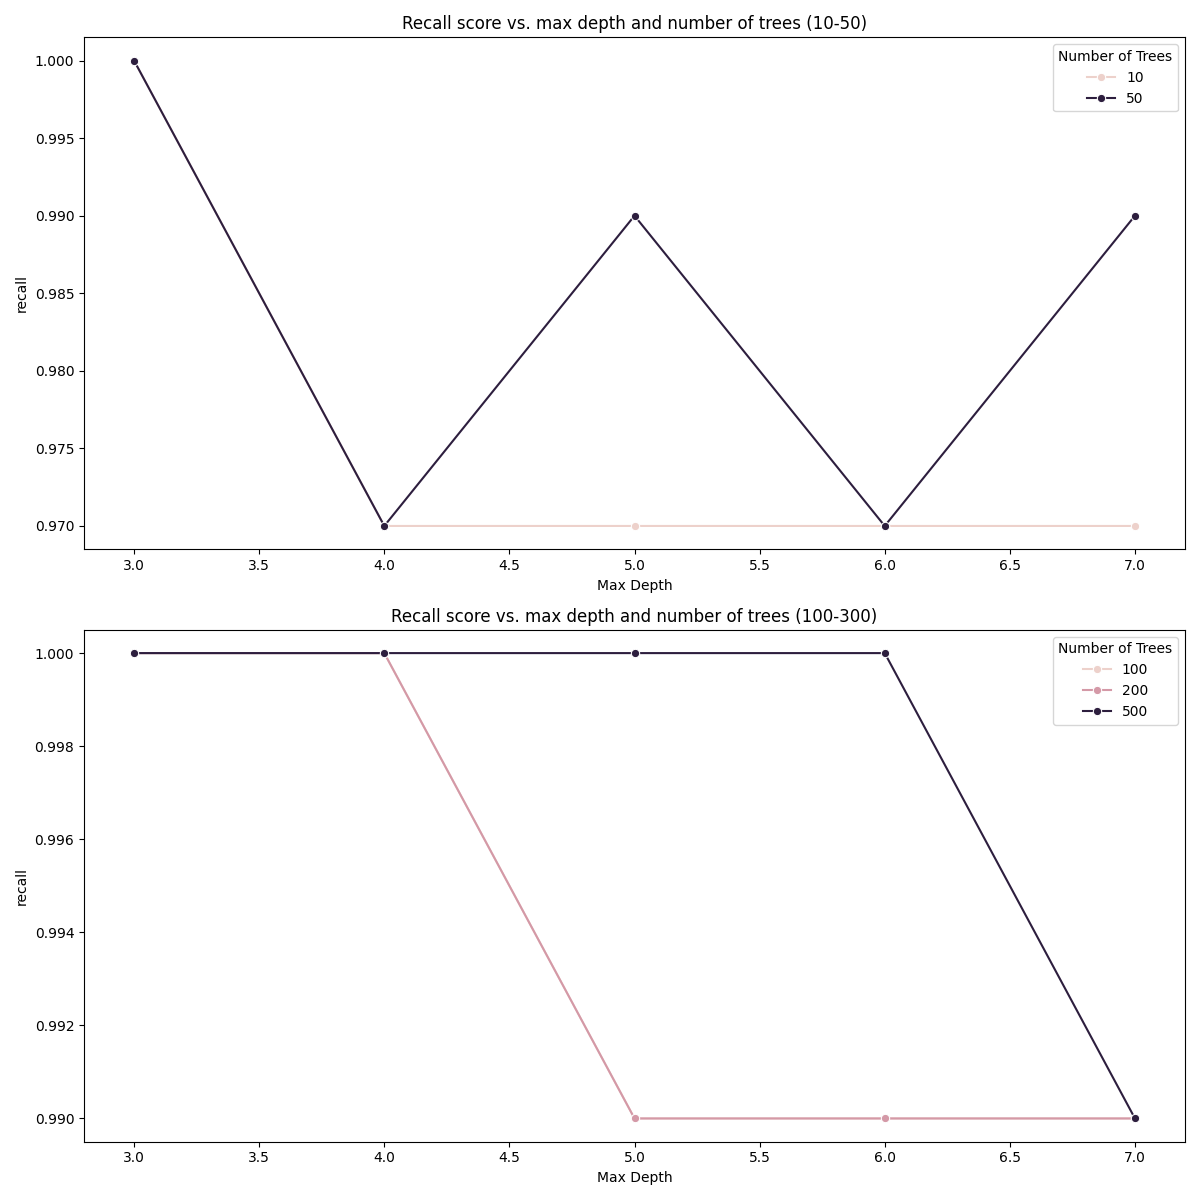 Recall score vs. max depth and number of trees (10-50)
1.000
0.995
0.990
0.985
0.980
0.975
0.970
recall
Number of Trees
10
50
3.0 3.5 4.0 4.5 5.0 5.5 6.0 6.5 7.0
Max Depth
Recall score vs. max depth and number of trees (100-300)
1.000
0.998
0.996
0.994
0.992
0.990
recall
Number of Trees
100
200
500
3.0 3.5 4.0 4.5 5.0 5.5 6.0 6.5 7.0
Max Depth